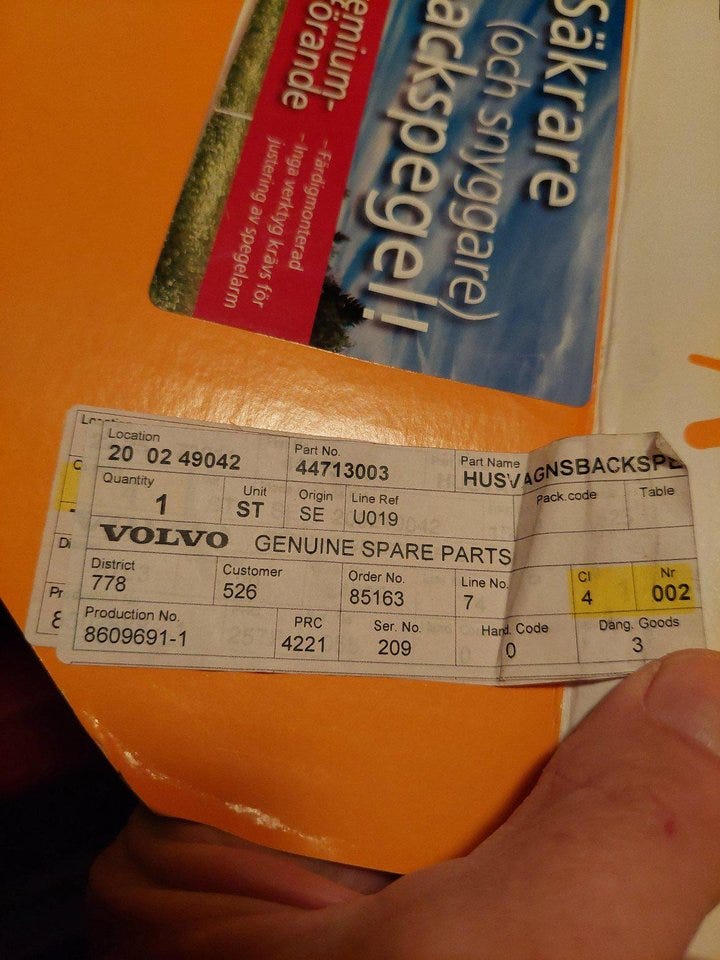 Säkrare
(och snyggare)
ackspegel!
emium-
örande
- Färdigmonterad
- Inga verktyg krävs för
justering av spegelarm
Location
20 02 49042
Part No.
44713003
Part Name
HUSVAGNSBACKSPE
Quantity
1
Unit
ST
Origin
SE
Line Ref
U019
Pack.code
Table
VOLVO GENUINE SPARE PARTS
District
778
Customer
526
Order No.
85163
Line No.
7
Cl
4
Nr
002
Production No.
8609691-1
PRC
4221
Ser. No.
209
Hand. Code
0
Dang. Goods
3